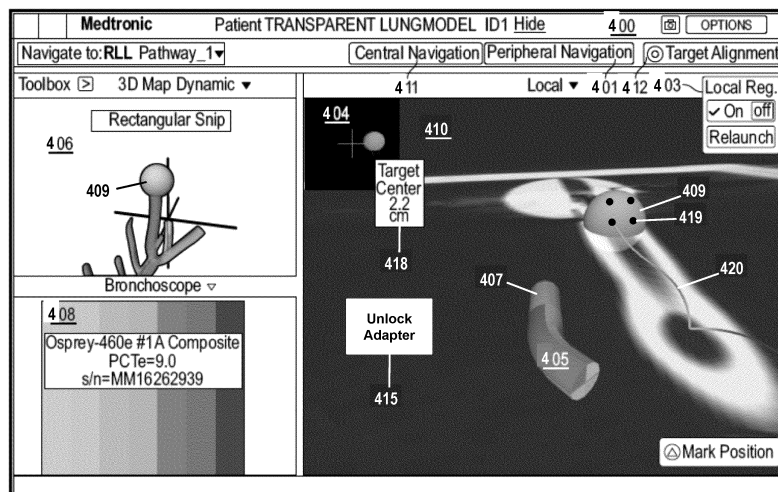 Medtronic Patient TRANSPARENT LUNGMODEL ID1 Hide 400 OPTIONS
Navigate to:RLL Pathway_1▾ Central Navigation Peripheral Navigation Target Alignment
Toolbox > 3D Map Dynamic ▾ 411 Local ▾ 401 412 403 Local Reg.
✓ On off
Relaunch
Rectangular Snip
406
409
404
410
Target
Center
2.2
cm
418
409
419
420
407
405
Bronchoscope ▿
408
Osprey-460e #1A Composite
PCTe=9.0
s/n=MM16262939
Unlock
Adapter
415
Mark Position